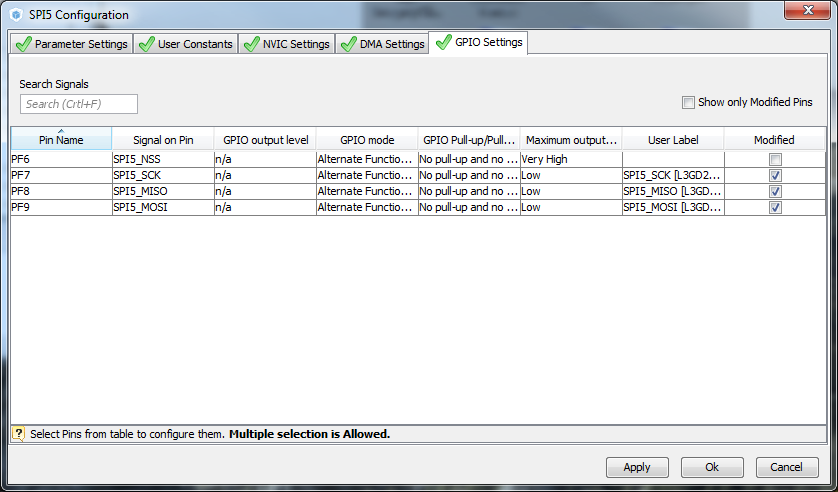 SPI5 Configuration
Parameter Settings User Constants NVIC Settings DMA Settings GPIO Settings
Search Signals
Search (Crtl+F)
Show only Modified Pins
Pin Name Signal on Pin GPIO output level GPIO mode GPIO Pull-up/Pull... Maximum output... User Label Modified
PF6 SPI5_NSS n/a Alternate Functio... No pull-up and no ... Very High
PF7 SPI5_SCK n/a Alternate Functio... No pull-up and no ... Low SPI5_SCK [L3GD2...
PF8 SPI5_MISO n/a Alternate Functio... No pull-up and no ... Low SPI5_MISO [L3GD...
PF9 SPI5_MOSI n/a Alternate Functio... No pull-up and no ... Low SPI5_MOSI [L3GD...
Select Pins from table to configure them. Multiple selection is Allowed.
Apply Ok Cancel